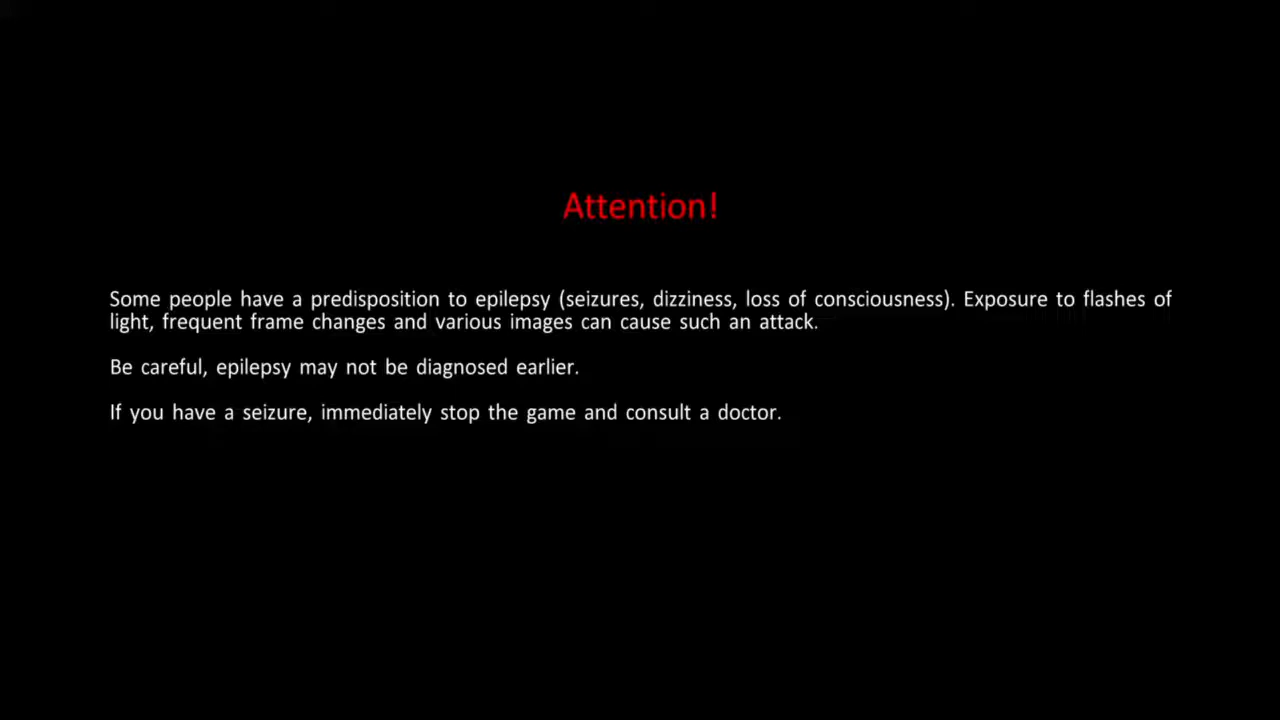 Attention!
Some people have a predisposition to epilepsy (seizures, dizziness, loss of consciousness). Exposure to flashes of
light, frequent frame changes and various images can cause such an attack.
Be careful, epilepsy may not be diagnosed earlier.
If you have a seizure, immediately stop the game and consult a doctor.